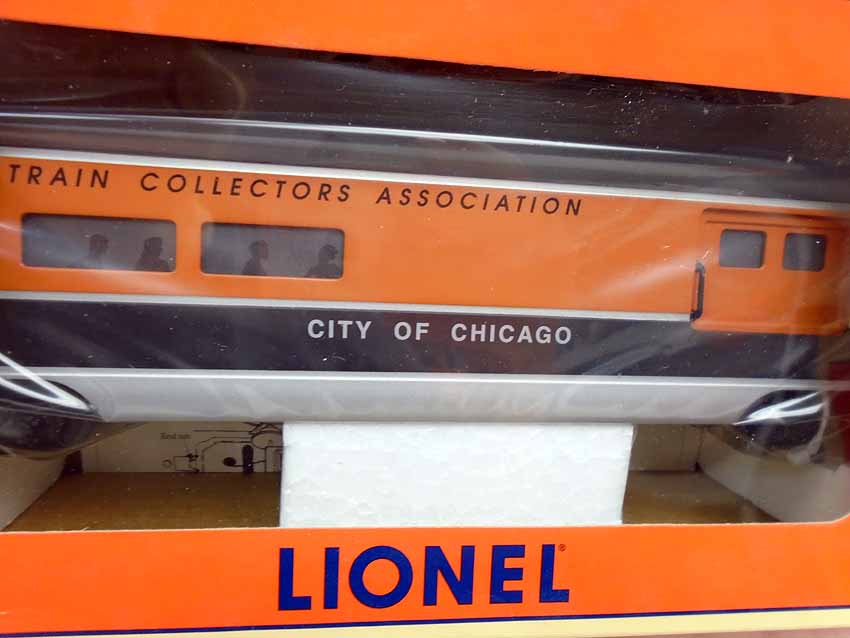 TRAIN COLLECTORS ASSOCIATION
CITY OF CHICAGO
LIONEL®